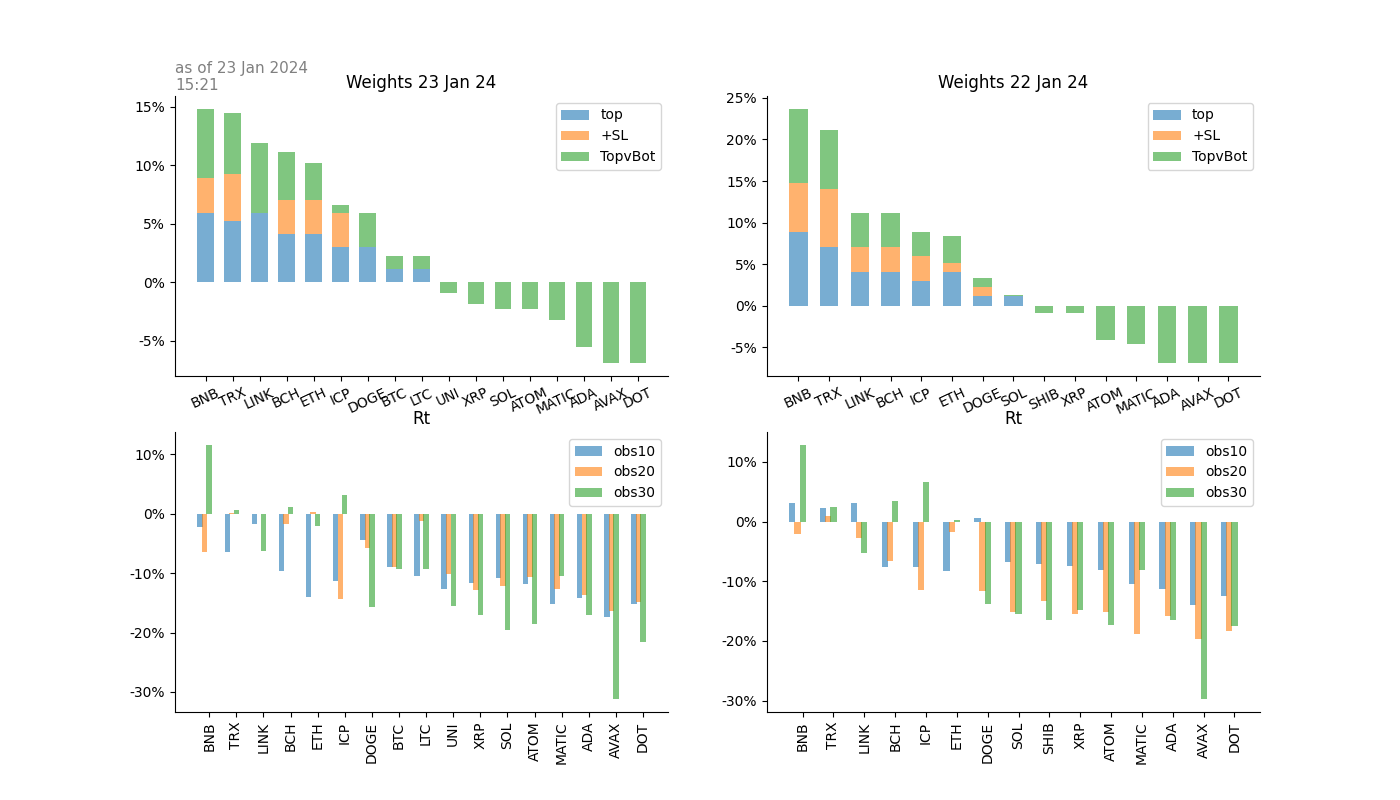 as of 23 Jan 2024
15:21
Weights 23 Jan 24
15%
10%
5%
0%
-5%
top
+SL
TopvBot
BNB TRX LINK BCH ETH ICP DOGE BTC LTC UNI XRP SOL ATOM MATIC ADA AVAX DOT
Weights 22 Jan 24
25%
20%
15%
10%
5%
0%
-5%
top
+SL
TopvBot
BNB TRX LINK BCH ICP ETH DOGE SOL SHIB XRP ATOM MATIC ADA AVAX DOT
Rt
10%
0%
-10%
-20%
-30%
obs10
obs20
obs30
BNB TRX LINK BCH ETH ICP DOGE BTC LTC UNI XRP SOL ATOM MATIC ADA AVAX DOT
Rt
10%
0%
-10%
-20%
-30%
obs10
obs20
obs30
BNB TRX LINK BCH ICP ETH DOGE SOL SHIB XRP ATOM MATIC ADA AVAX DOT